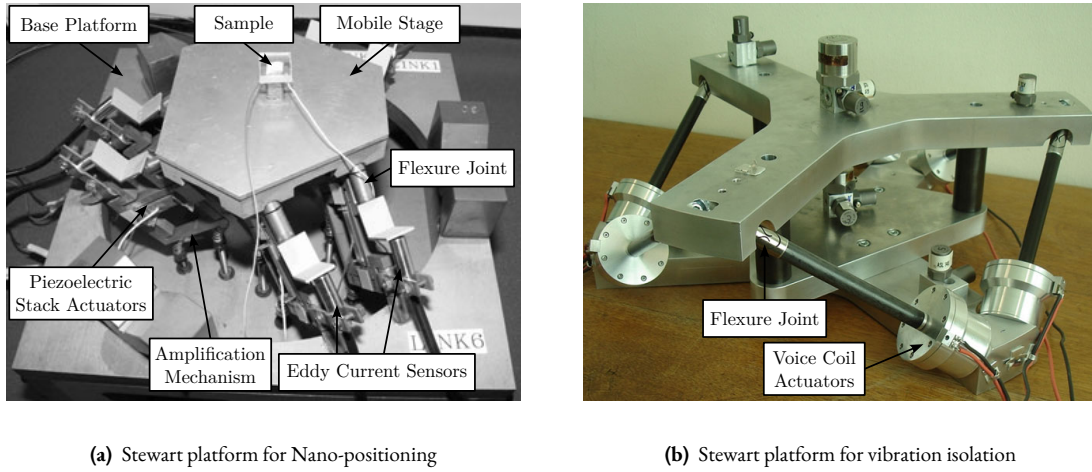 Base Platform
Sample
Mobile Stage
LINK1
Flexure Joint
Piezoelectric
Stack Actuators
Amplification
Mechanism
Eddy Current Sensors
LINK6
Flexure Joint
Voice Coil
Actuators
(a) Stewart platform for Nano-positioning
(b) Stewart platform for vibration isolation